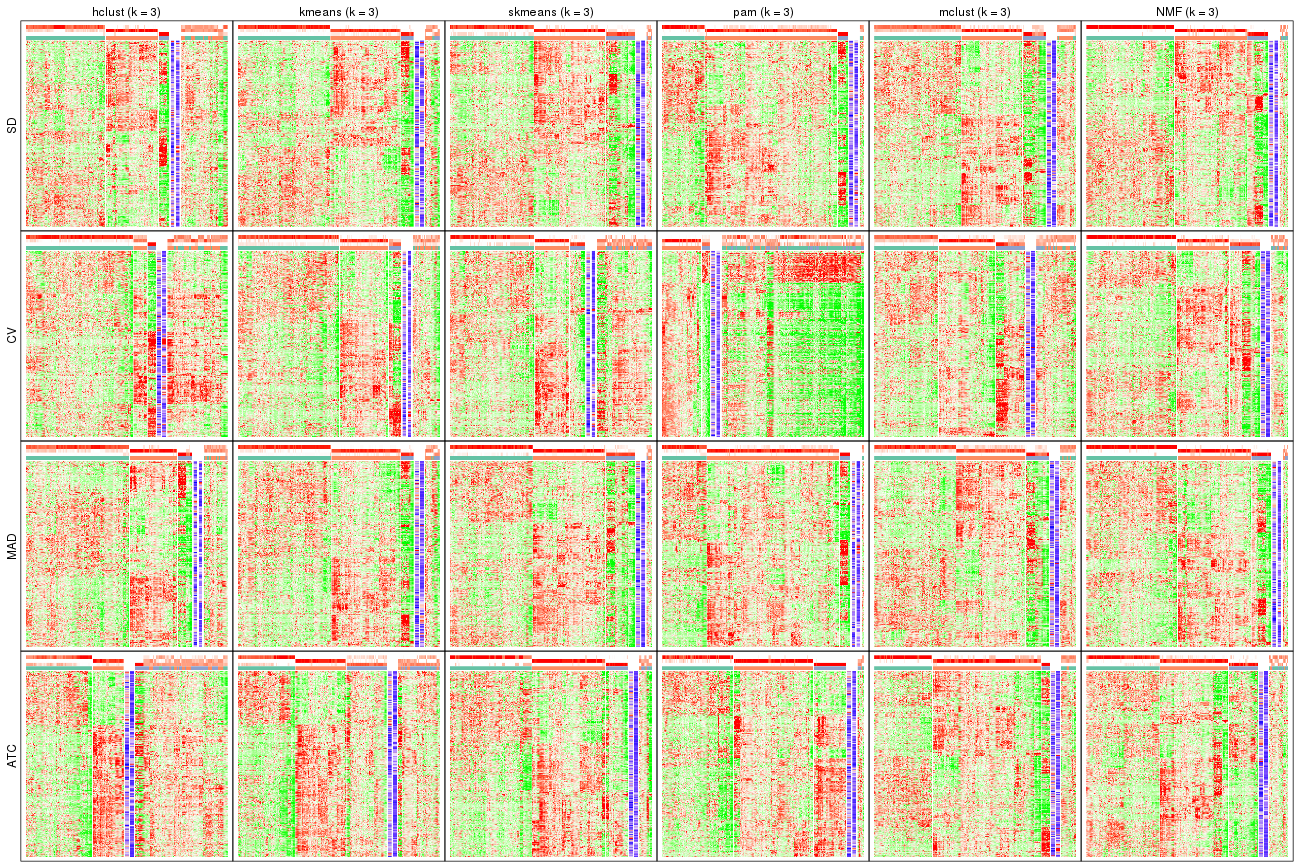 hclust (k = 3) kmeans (k = 3) skmeans (k = 3) pam (k = 3) mclust (k = 3) NMF (k = 3)
SD
CV
MAD
ATC